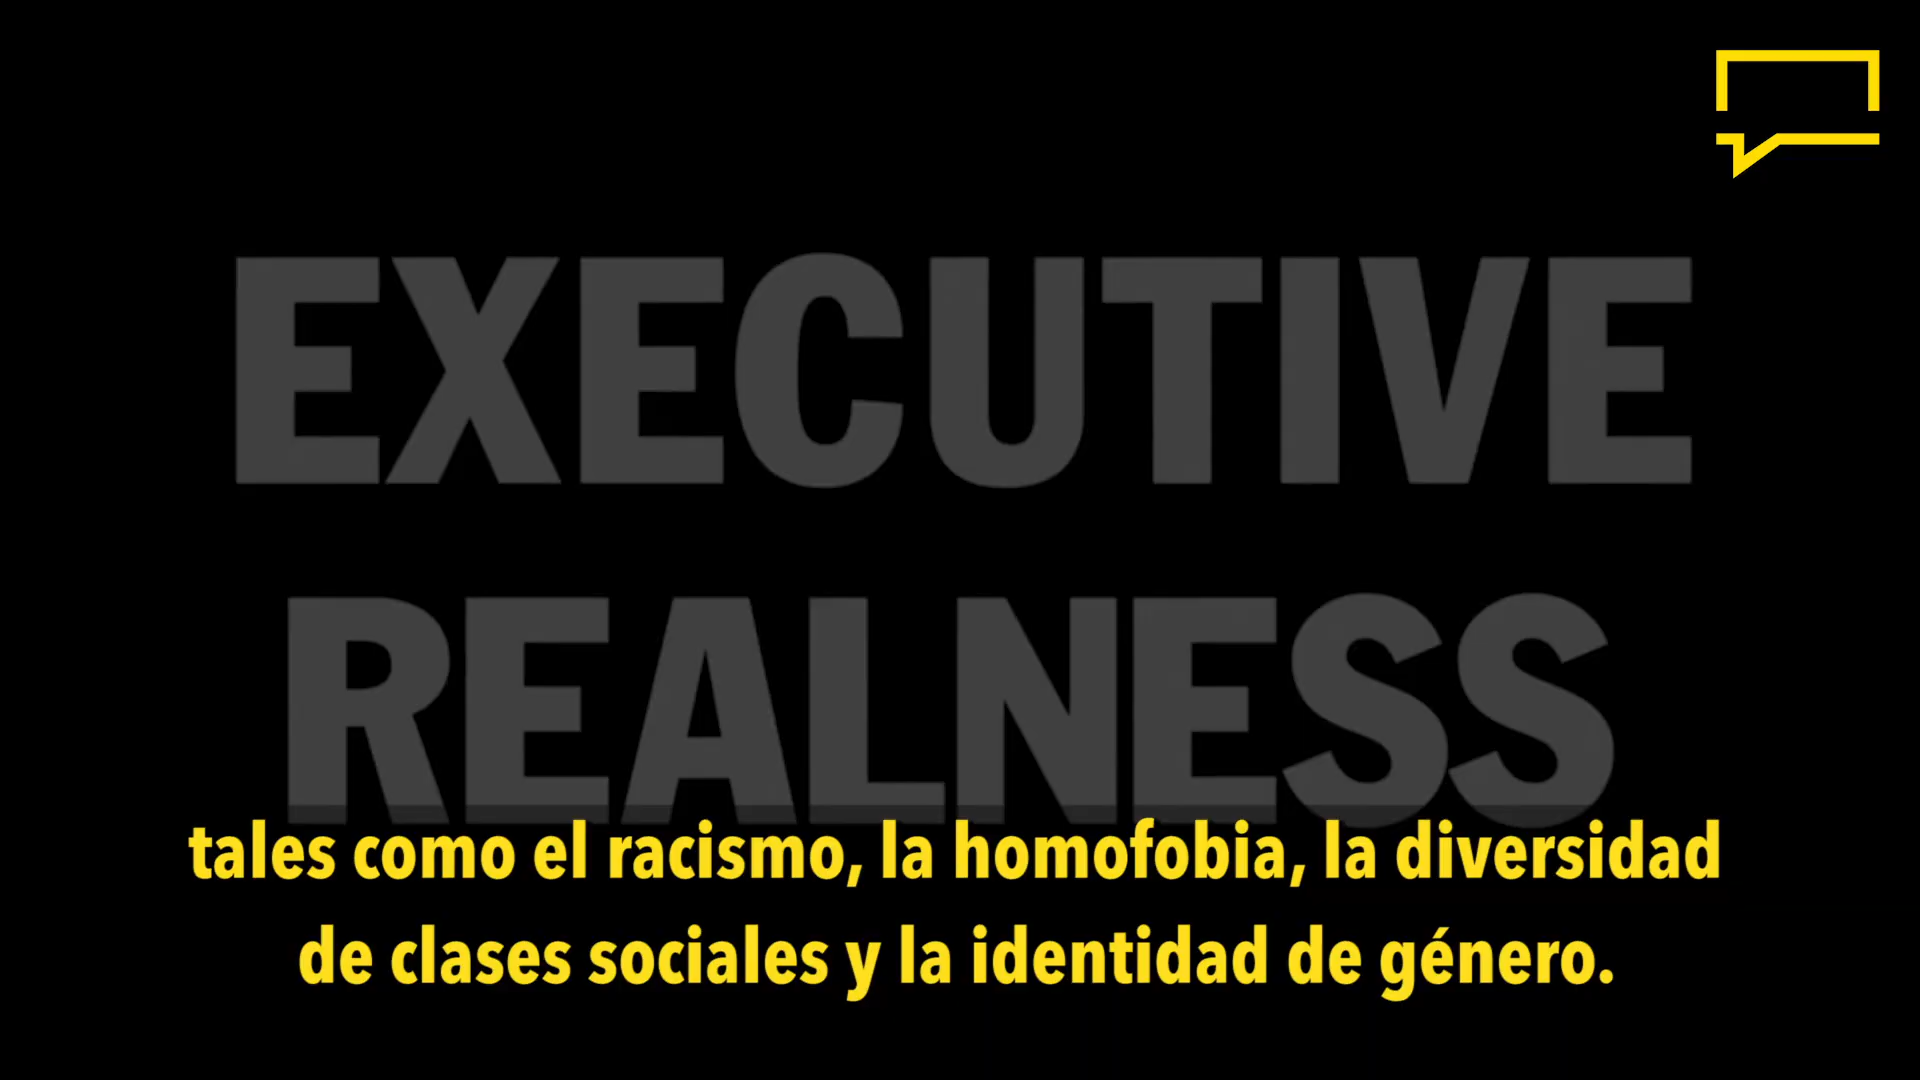 EXECUTIVE
REALNESS
tales como el racismo, la homofobia, la diversidad
de clases sociales y la identidad de género.